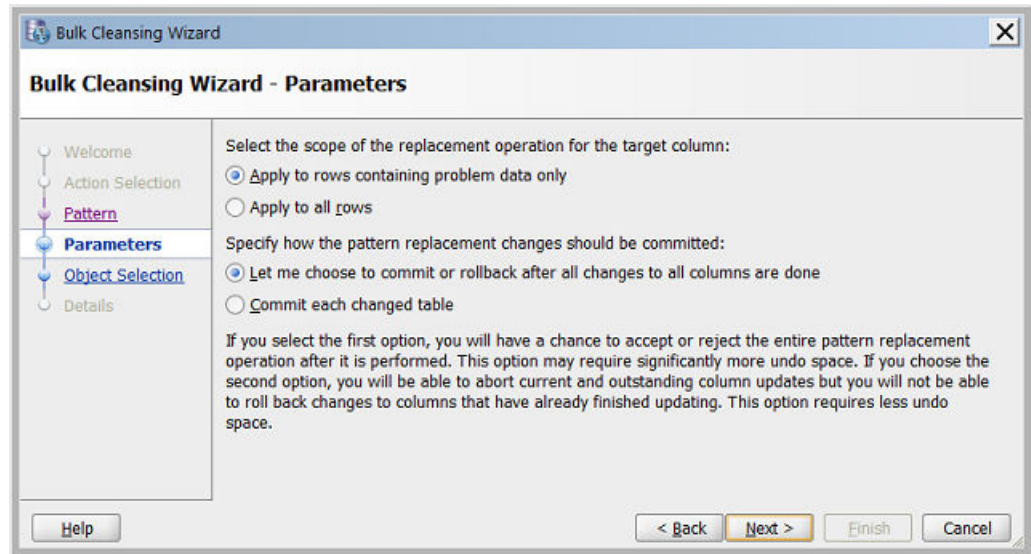 Bulk Cleansing Wizard
Bulk Cleansing Wizard - Parameters
Welcome
Action Selection
Pattern
Parameters
Object Selection
Details
Select the scope of the replacement operation for the target column:
Apply to rows containing problem data only
Apply to all rows
Specify how the pattern replacement changes should be committed:
Let me choose to commit or rollback after all changes to all columns are done
Commit each changed table
If you select the first option, you will have a chance to accept or reject the entire pattern replacement
operation after it is performed. This option may require significantly more undo space. If you choose the
second option, you will be able to abort current and outstanding column updates but you will not be able
to roll back changes to columns that have already finished updating. This option requires less undo
space.
Help
< Back
Next >
Finish
Cancel